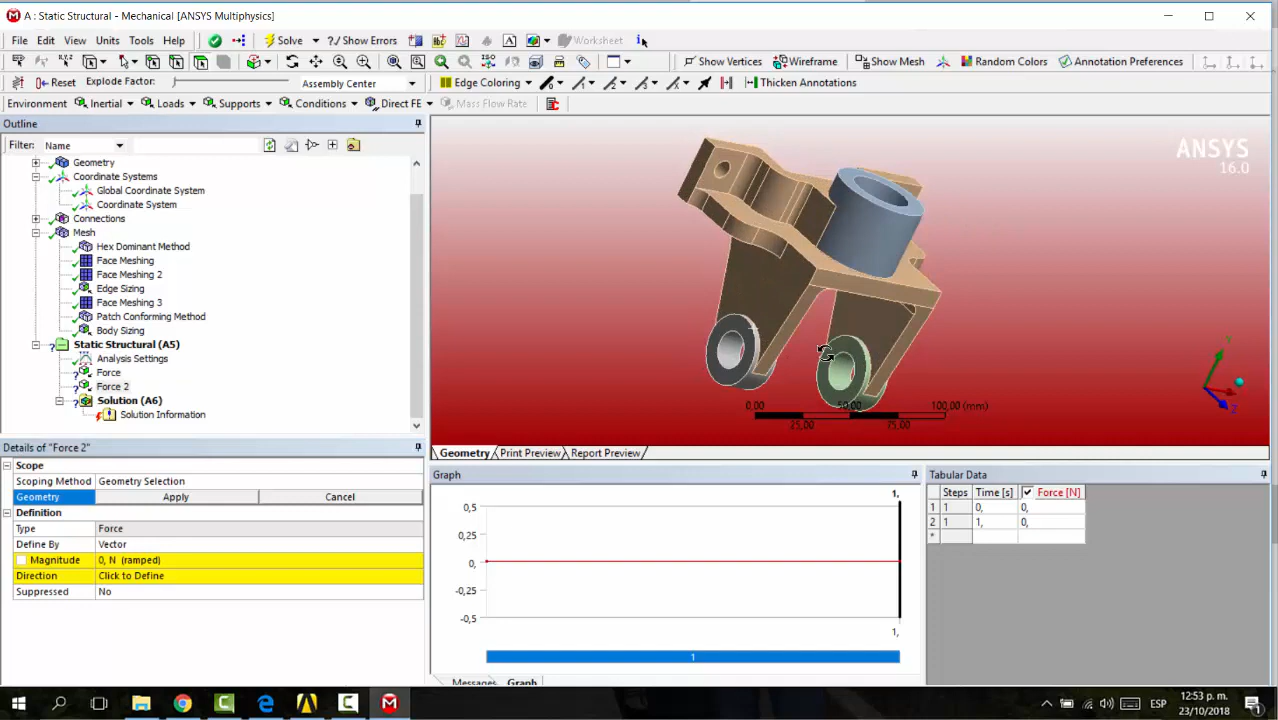 A : Static Structural - Mechanical [ANSYS Multiphysics]
File Edit View Units Tools Help Solve ?/ Show Errors Worksheet
Show Vertices Wireframe Show Mesh Random Colors Annotation Preferences
Reset Explode Factor: Assembly Center Edge Coloring Thicken Annotations
Environment Inertial Loads Supports Conditions Direct FE Mass Flow Rate
Outline
Filter: Name
Geometry
Coordinate Systems
Global Coordinate System
Coordinate System
Connections
Mesh
Hex Dominant Method
Face Meshing
Face Meshing 2
Edge Sizing
Face Meshing 3
Patch Conforming Method
Body Sizing
Static Structural (A5)
Analysis Settings
Force
Force 2
Solution (A6)
Solution Information
ANSYS
16.0
Y
Z
0,00 50,00 100,00 (mm)
25,00 75,00
Geometry Print Preview Report Preview
Details of "Force 2"
Scope
Scoping Method Geometry Selection
Geometry Apply Cancel
Definition
Type Force
Define By Vector
Magnitude 0, N (ramped)
Direction Click to Define
Suppressed No
Graph
1,
0,5
0,25
0,
-0,25
-0,5
1,
1
Messages Graph
Tabular Data
Steps Time [s] Force [N]
1 1 0, 0,
2 1 1, 0,
*
ESP
12:53 p. m.
23/10/2018
1